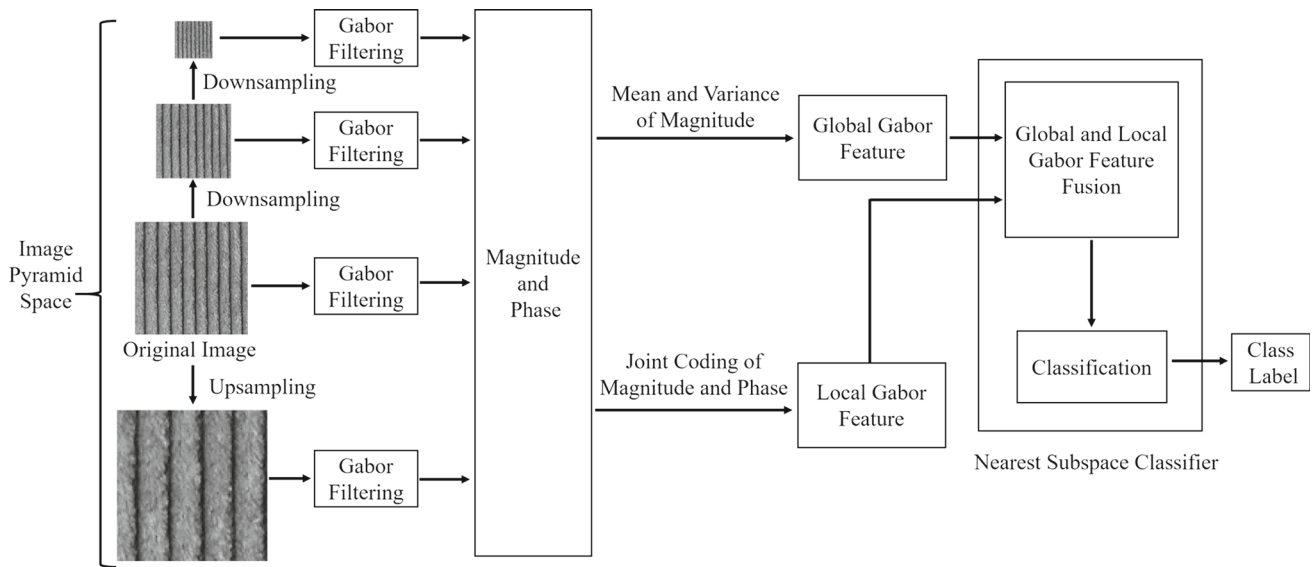 Gabor
Filtering
Downsampling
Gabor
Filtering
Downsampling
Gabor
Filtering
Image
Pyramid
Space
Original Image
Upsampling
Gabor
Filtering
Magnitude
and
Phase
Mean and Variance
of Magnitude
Global Gabor
Feature
Joint Coding of
Magnitude and Phase
Local Gabor
Feature
Global and Local
Gabor Feature
Fusion
Classification
Class
Label
Nearest Subspace Classifier